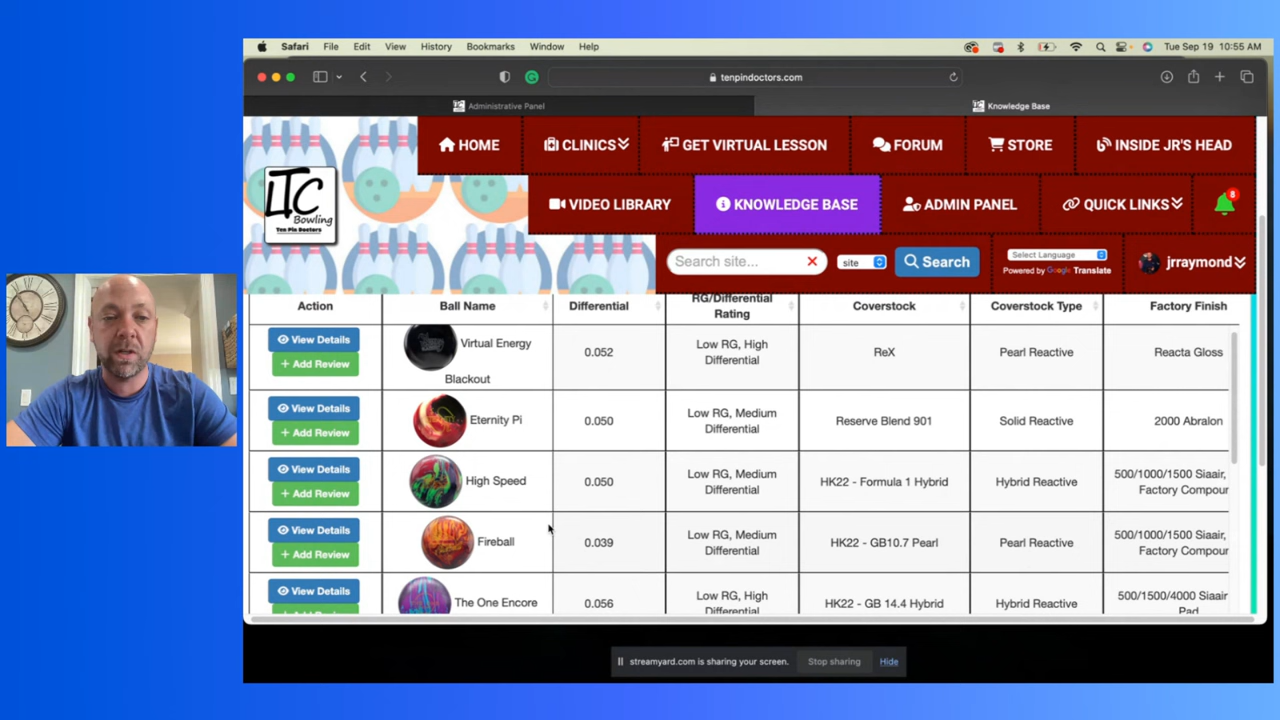 Safari File Edit View History Bookmarks Window Help Tue Sep 19 10:55 AM
tenpindoctors.com
Administrative Panel Knowledge Base
HOME CLINICS GET VIRTUAL LESSON FORUM STORE INSIDE JR'S HEAD
LTC
Bowling
Ten Pin Doctors
VIDEO LIBRARY KNOWLEDGE BASE ADMIN PANEL QUICK LINKS 8
Search site... site Search Select Language jrraymond
Powered by Google Translate
Action Ball Name Differential RG/Differential Coverstock Coverstock Type Factory Finish
Rating
View Details Virtual Energy 0.052 Low RG, High ReX Pearl Reactive Reacta Gloss
+ Add Review Blackout Differential
View Details Eternity Pi 0.050 Low RG, Medium Reserve Blend 901 Solid Reactive 2000 Abralon
+ Add Review Differential
View Details High Speed 0.050 Low RG, Medium HK22 - Formula 1 Hybrid Hybrid Reactive 500/1000/1500 Siaair,
+ Add Review Differential Factory Compour
View Details Fireball 0.039 Low RG, Medium HK22 - GB10.7 Pearl Pearl Reactive 500/1000/1500 Siaair,
+ Add Review Differential Factory Compour
View Details The One Encore 0.056 Low RG, High HK22 - GB 14.4 Hybrid Hybrid Reactive 500/1500/4000 Siaair
+ Add Review Differential Pad
streamyard.com is sharing your screen. Stop sharing Hide